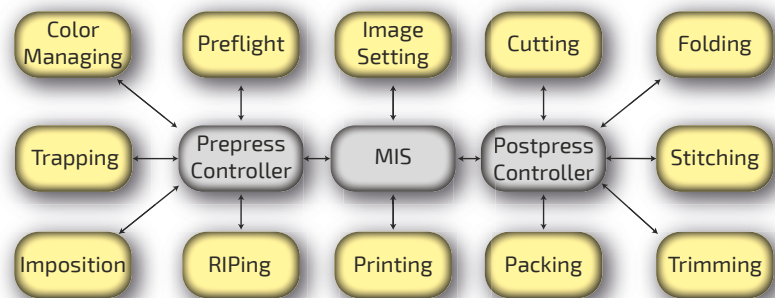 Color
Managing
Preflight
Image
Setting
Cutting
Folding
Trapping
Prepress
Controller
MIS
Postpress
Controller
Stitching
Imposition
RIPing
Printing
Packing
Trimming